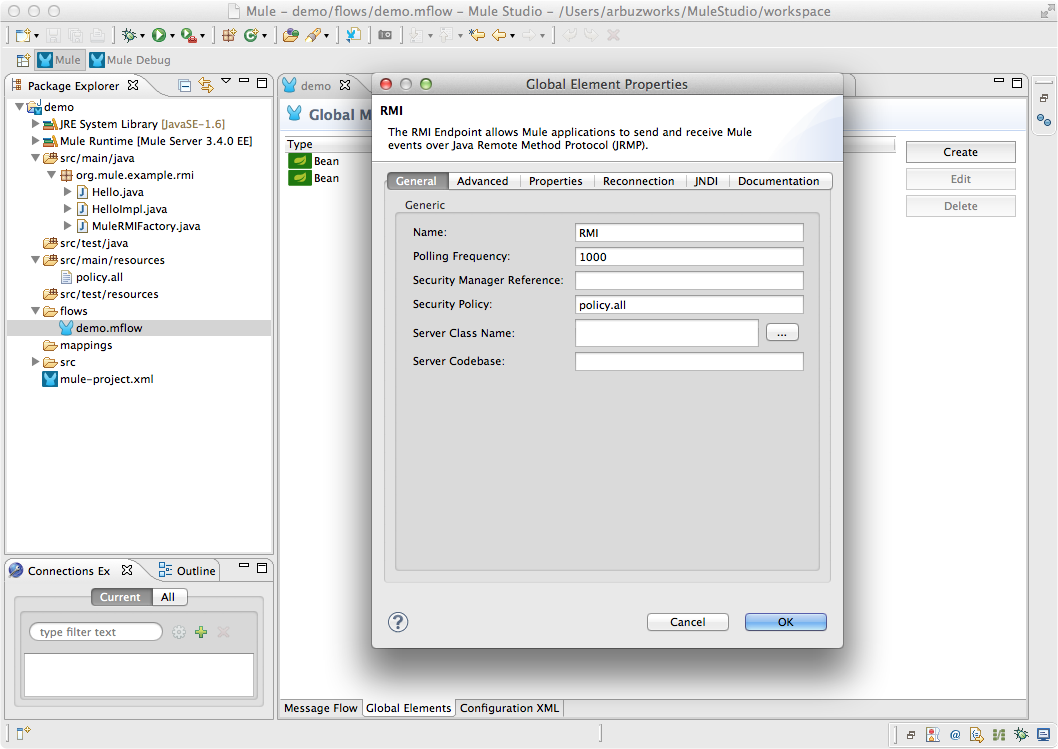 Mule – demo/flows/demo.mflow – Mule Studio – /Users/arbuzworks/MuleStudio/workspace
Mule
Mule Debug
Package Explorer
demo
JRE System Library [JavaSE-1.6]
Mule Runtime [Mule Server 3.4.0 EE]
src/main/java
org.mule.example.rmi
Hello.java
HelloImpl.java
MuleRMIFactory.java
src/test/java
src/main/resources
policy.all
src/test/resources
flows
demo.mflow
mappings
src
mule-project.xml
Connections Ex
Outline
Current
All
type filter text
demo
Global M
Type
Bean
Bean
Create
Edit
Delete
Global Element Properties
RMI
The RMI Endpoint allows Mule applications to send and receive Mule
events over Java Remote Method Protocol (JRMP).
General
Advanced
Properties
Reconnection
JNDI
Documentation
Generic
Name:
RMI
Polling Frequency:
1000
Security Manager Reference:
Security Policy:
policy.all
Server Class Name:
...
Server Codebase:
?
Cancel
OK
Message Flow
Global Elements
Configuration XML